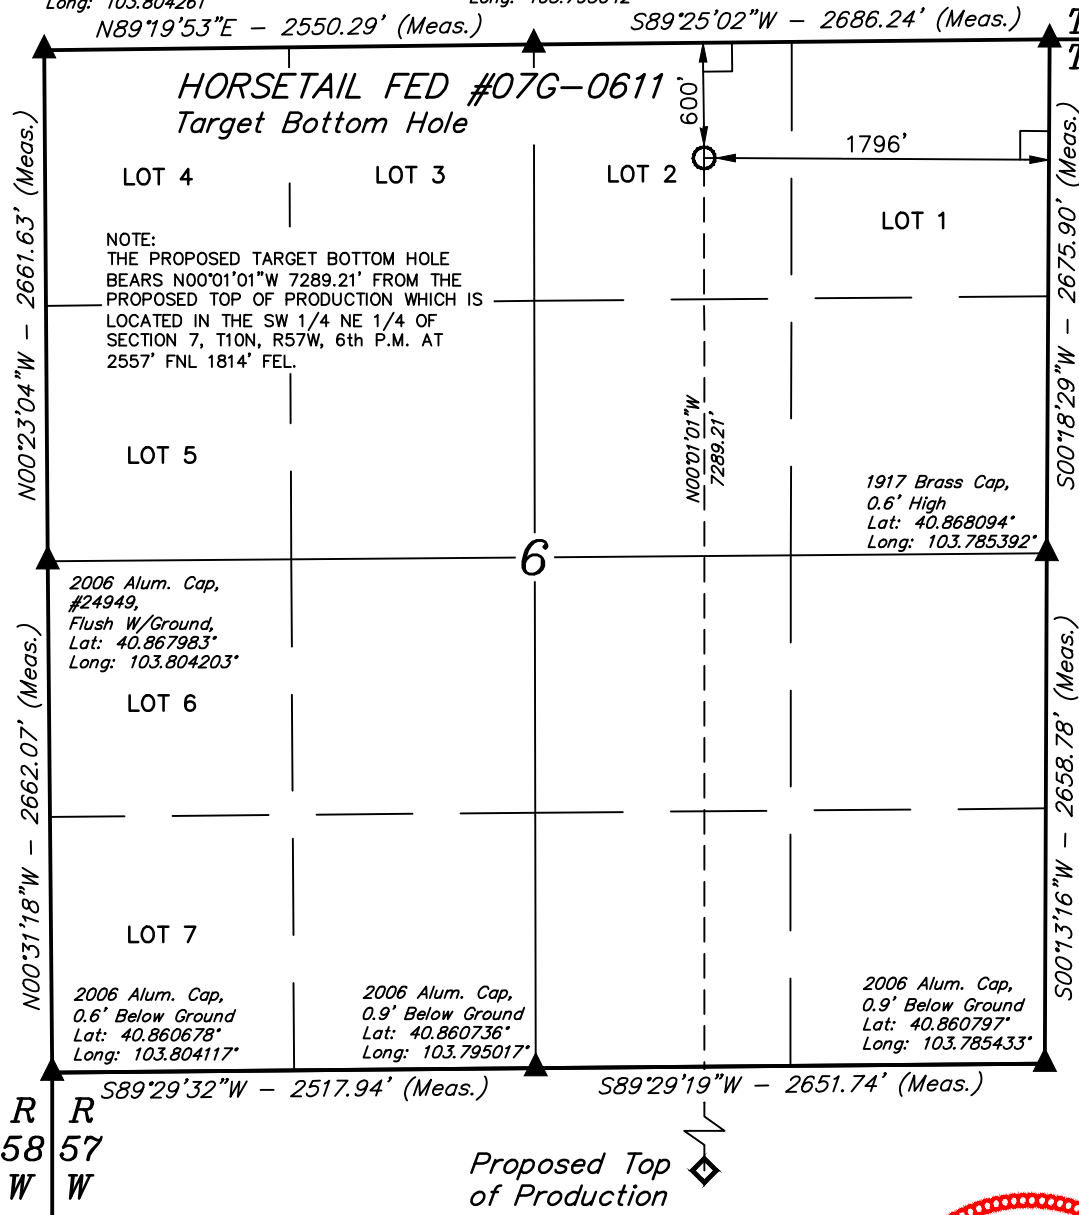 N89°19'53"E - 2550.29' (Meas.)
S89°25'02"W - 2686.24' (Meas.)
HORSETAIL FED #07G-0611
Target Bottom Hole
600'
1796'
LOT 4
LOT 3
LOT 2
LOT 1
N00°23'04"W - 2661.63' (Meas.)
S00°18'29"W - 2675.90' (Meas.)
NOTE:
THE PROPOSED TARGET BOTTOM HOLE
BEARS N00°01'01"W 7289.21' FROM THE
PROPOSED TOP OF PRODUCTION WHICH IS
LOCATED IN THE SW 1/4 NE 1/4 OF
SECTION 7, T10N, R57W, 6th P.M. AT
2557' FNL 1814' FEL.
N00°01'01"W
7289.21'
LOT 5
1917 Brass Cap,
0.6' High
Lat: 40.868094°
Long: 103.785392°
6
2006 Alum. Cap,
#24949,
Flush W/Ground,
Lat: 40.867983°
Long: 103.804203°
LOT 6
N00°31'18"W - 2662.07' (Meas.)
S00°13'16"W - 2658.78' (Meas.)
LOT 7
2006 Alum. Cap,
0.6' Below Ground
Lat: 40.860678°
Long: 103.804117°
2006 Alum. Cap,
0.9' Below Ground
Lat: 40.860736°
Long: 103.795017°
2006 Alum. Cap,
0.9' Below Ground
Lat: 40.860797°
Long: 103.785433°
S89°29'32"W - 2517.94' (Meas.)
S89°29'19"W - 2651.74' (Meas.)
R R
58 57
W W
Proposed Top
of Production